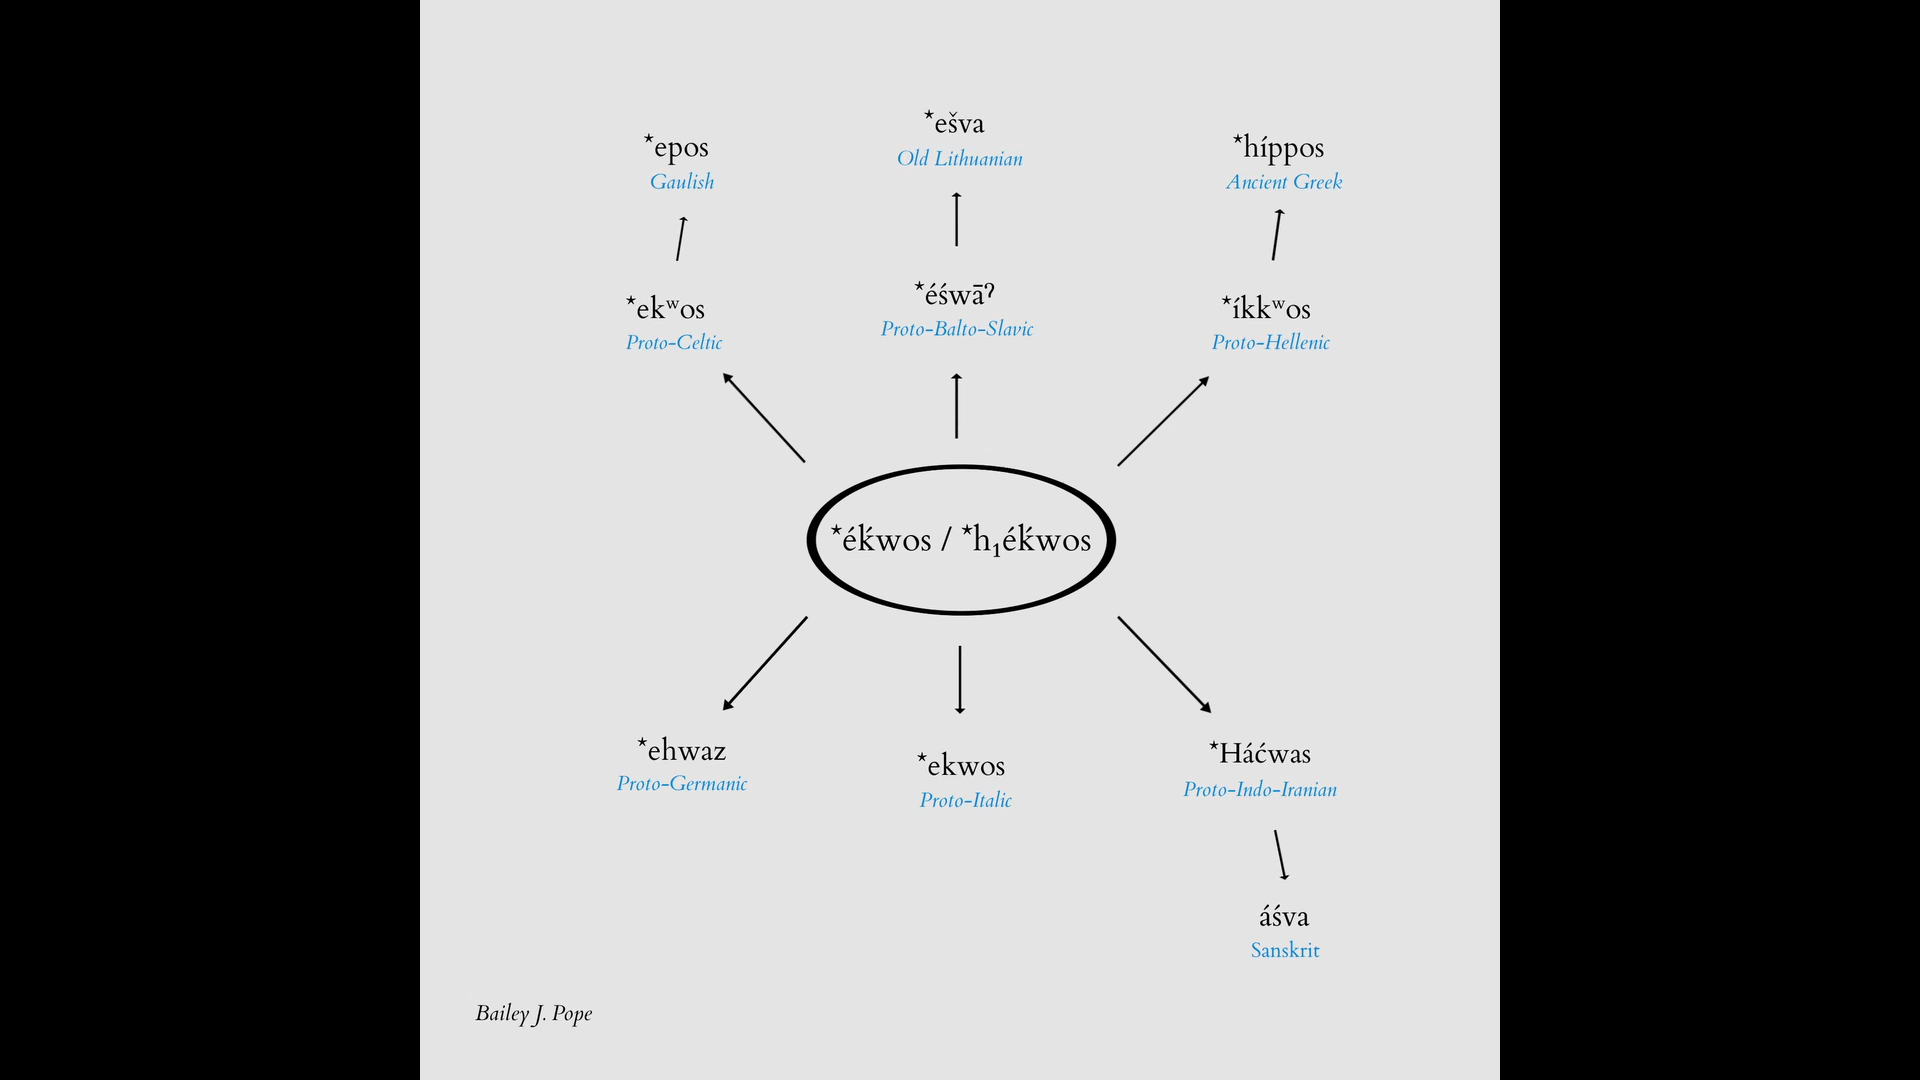 *epos
Gaulish
*ešva
Old Lithuanian
*híppos
Ancient Greek
*ekʷos
Proto-Celtic
*éśwāˀ
Proto-Balto-Slavic
*íkkʷos
Proto-Hellenic
*éḱwos / *h₁éḱwos
*ehwaz
Proto-Germanic
*ekwos
Proto-Italic
*Háćwas
Proto-Indo-Iranian
áśva
Sanskrit
Bailey J. Pope